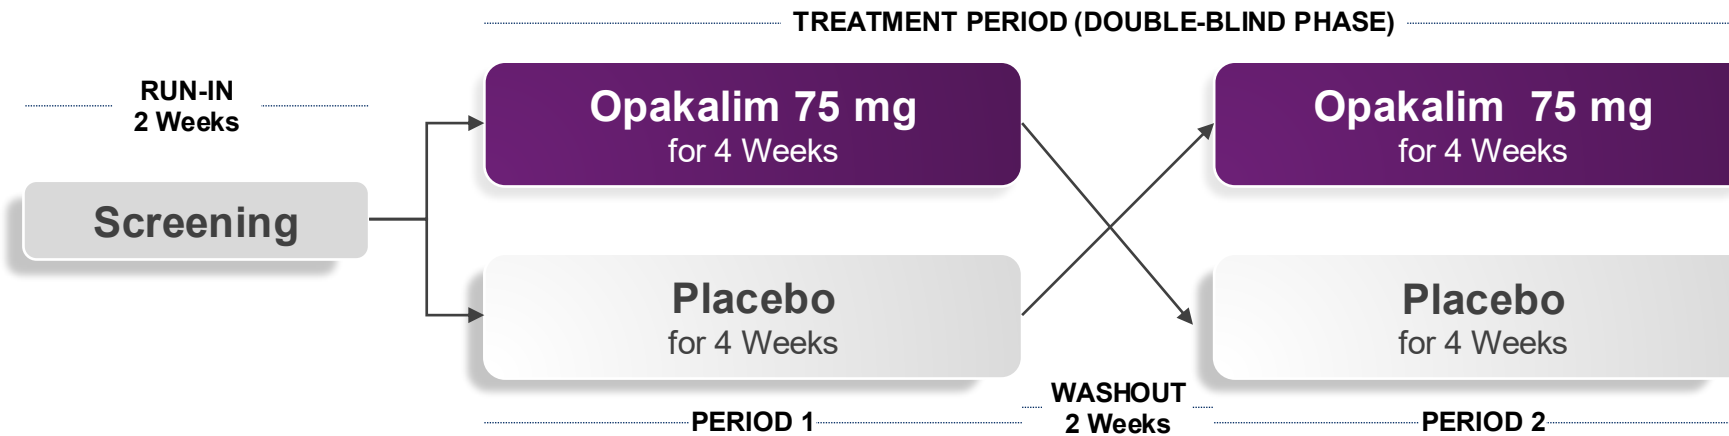 TREATMENT PERIOD (DOUBLE-BLIND PHASE)
RUN-IN
2 Weeks
Screening
Opakalim 75 mg
for 4 Weeks
Opakalim 75 mg
for 4 Weeks
Placebo
for 4 Weeks
Placebo
for 4 Weeks
PERIOD 1
WASHOUT
2 Weeks
PERIOD 2